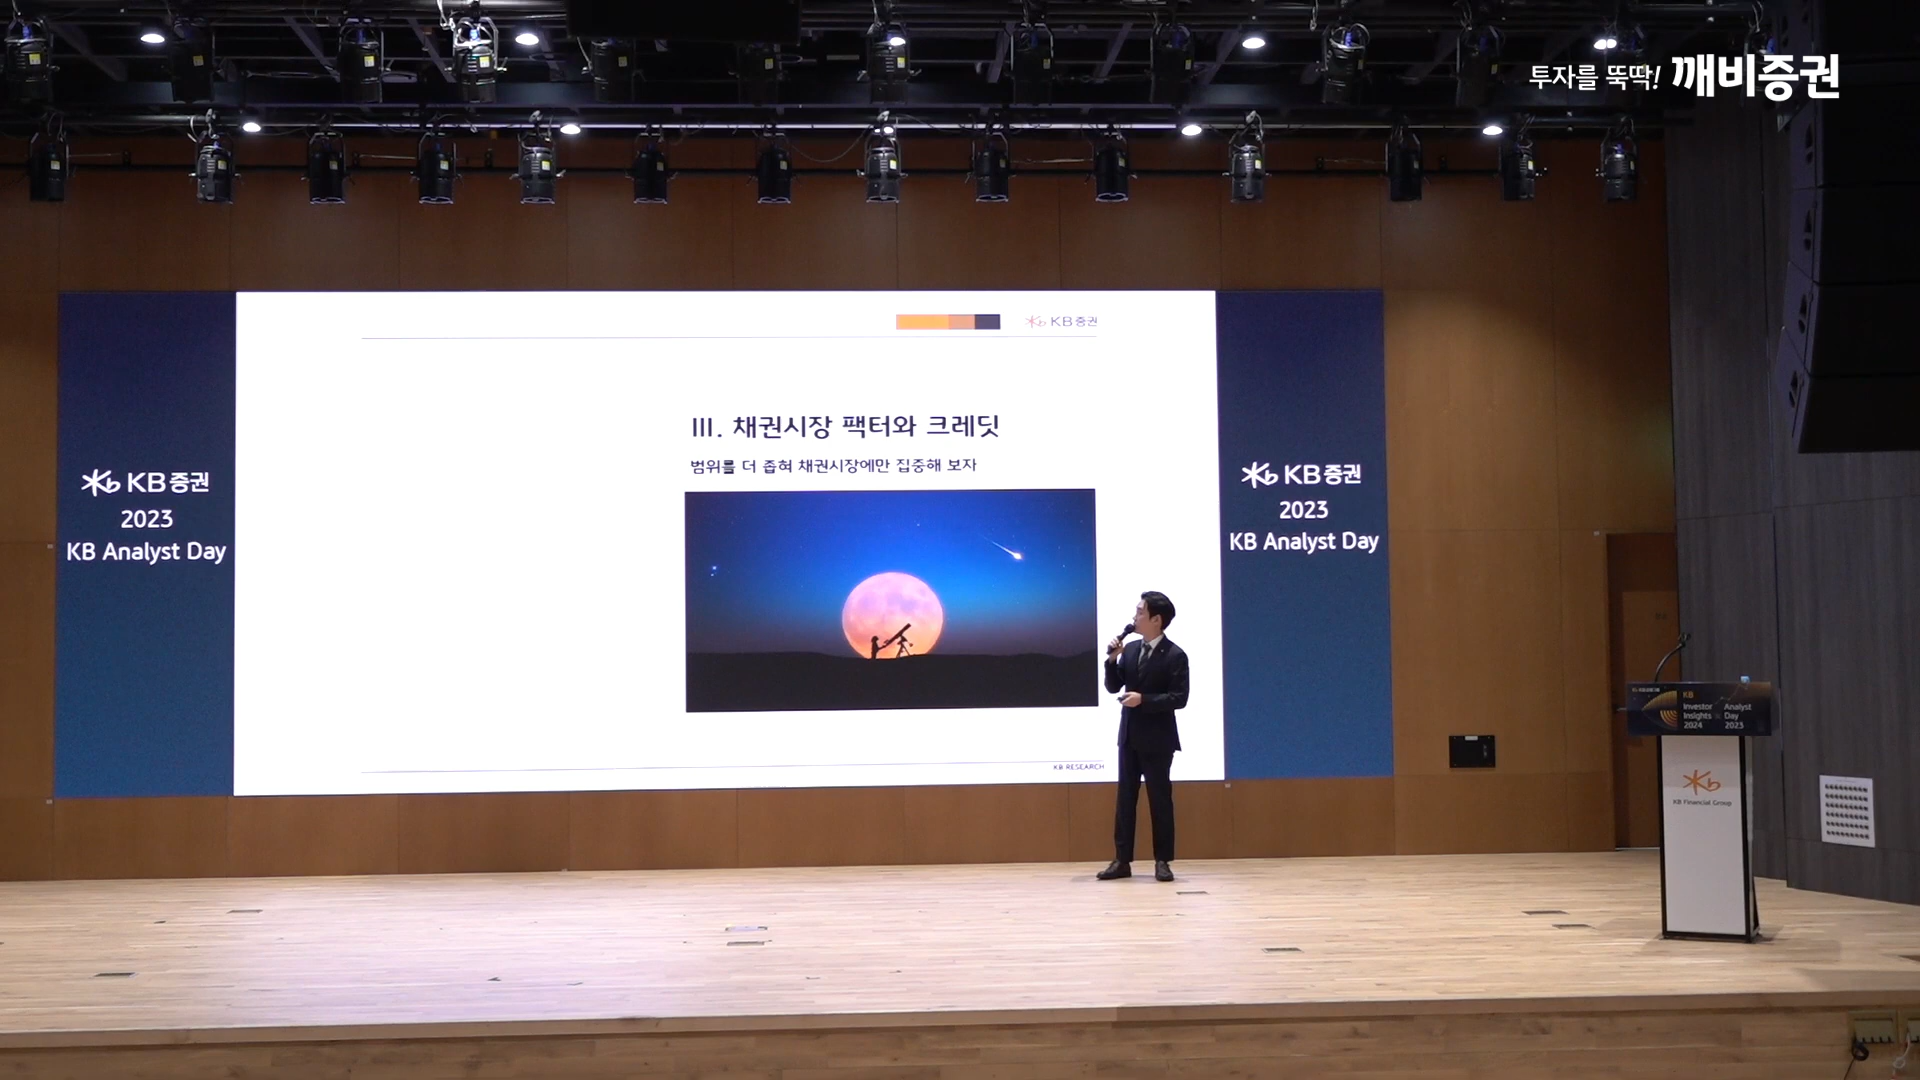 투자를 뚝딱! 깨비증권
KB증권
III. 채권시장 팩터와 크레딧
범위를 더 좁혀 채권시장에만 집중해 보자
KB RESEARCH
KB증권
2023
KB Analyst Day
KB증권
2023
KB Analyst Day
KB
Investor Analyst
Insights Day
2024 2023
KB Financial Group